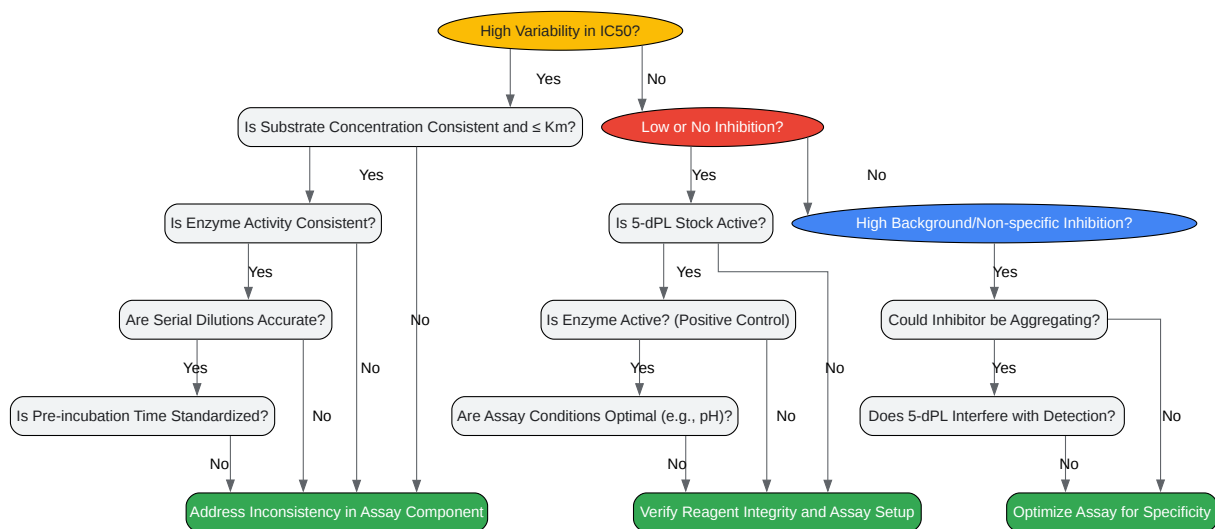 High Variability in IC50?
Yes
No
Is Substrate Concentration Consistent and ≤ Km?
Low or No Inhibition?
Yes
Yes
No
Is Enzyme Activity Consistent?
Is 5-dPL Stock Active?
High Background/Non-specific Inhibition?
Yes
Yes
Yes
Are Serial Dilutions Accurate?
No
Is Enzyme Active? (Positive Control)
Could Inhibitor be Aggregating?
Yes
No
Yes
No
Yes
Is Pre-incubation Time Standardized?
No
Are Assay Conditions Optimal (e.g., pH)?
No
Does 5-dPL Interfere with Detection?
No
No
No
No
Address Inconsistency in Assay Component
Verify Reagent Integrity and Assay Setup
Optimize Assay for Specificity